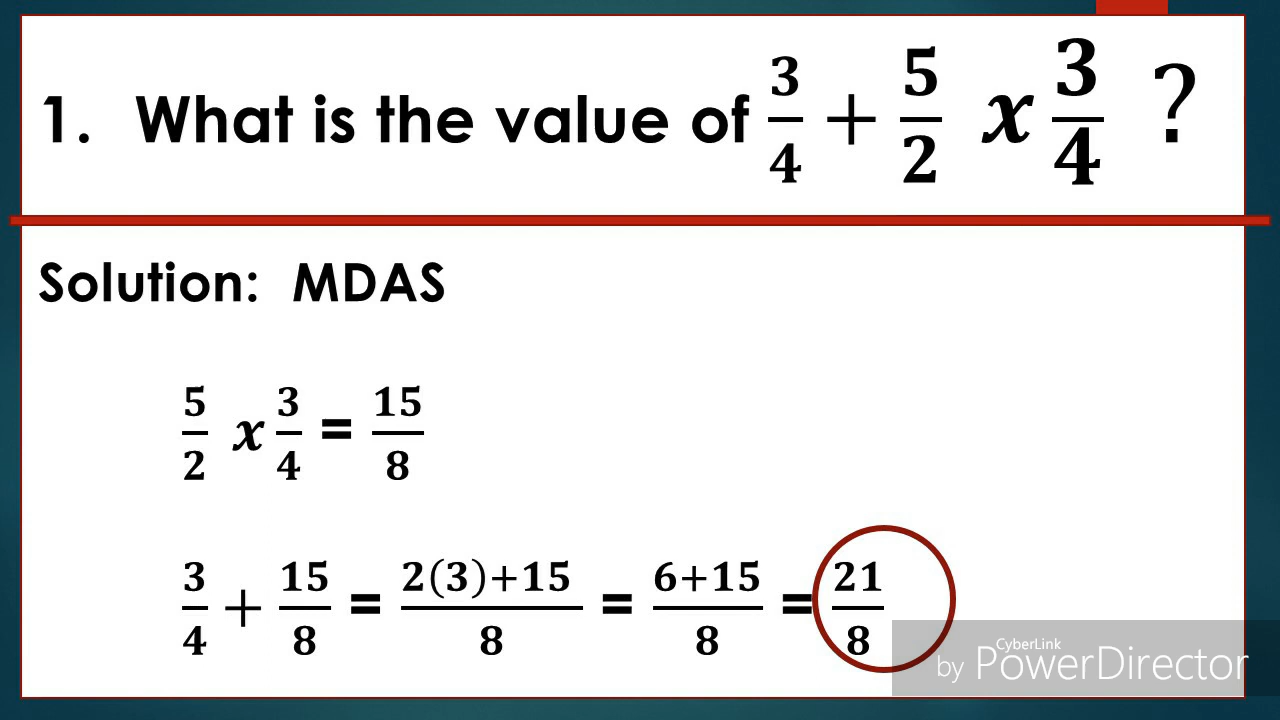 1. What is the value of 3/4 + 5/2 x 3/4 ?
Solution: MDAS
5/2 x 3/4 = 15/8
3/4 + 15/8 = 2(3)+15/8 = 6+15/8 = 21/8
CyberLink
by PowerDirector